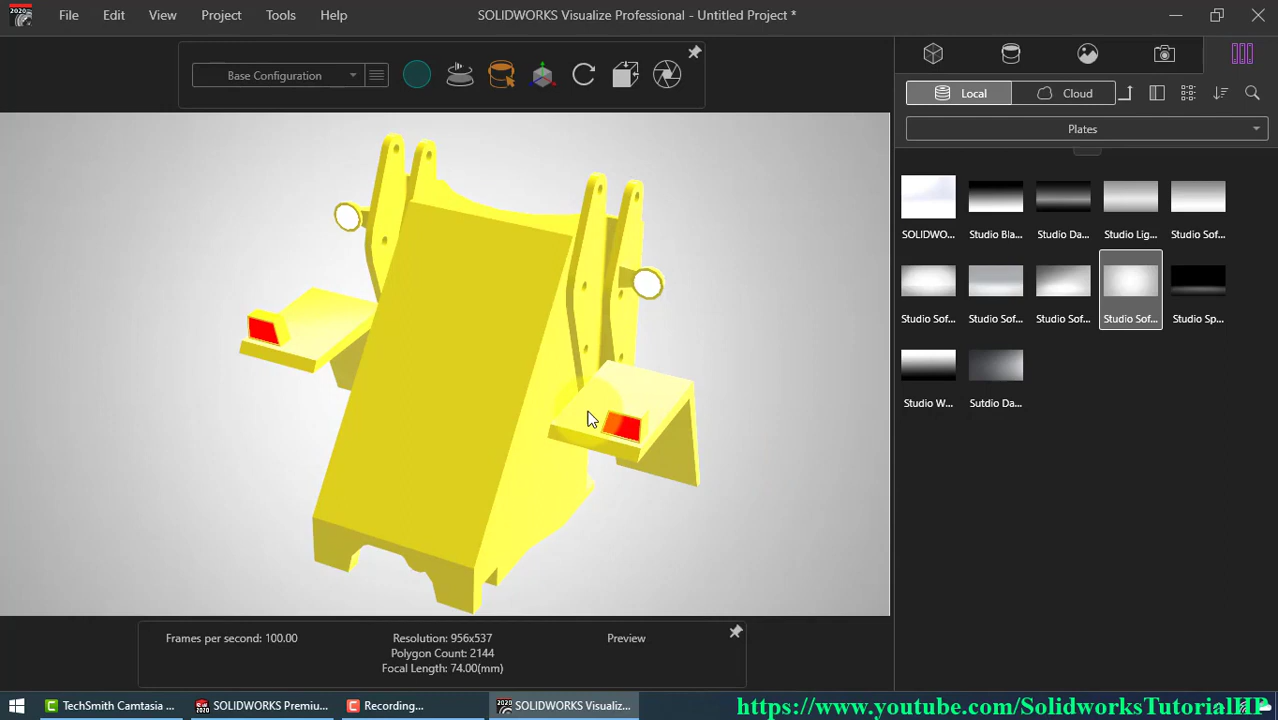 2020
File Edit View Project Tools Help
SOLIDWORKS Visualize Professional - Untitled Project *
Base Configuration
Local
Cloud
Plates
SOLIDWO...
Studio Bla...
Studio Da...
Studio Lig...
Studio Sof...
Studio Sof...
Studio Sof...
Studio Sof...
Studio Sof...
Studio Sp...
Studio W...
Sutdio Da...
Frames per second: 100.00
Resolution: 956x537
Preview
Polygon Count: 2144
Focal Length: 74.00(mm)
TechSmith Camtasia ...
SOLIDWORKS Premiu...
Recording...
SOLIDWORKS Visualiz...
https://www.youtube.com/SolidworksTutorialHP